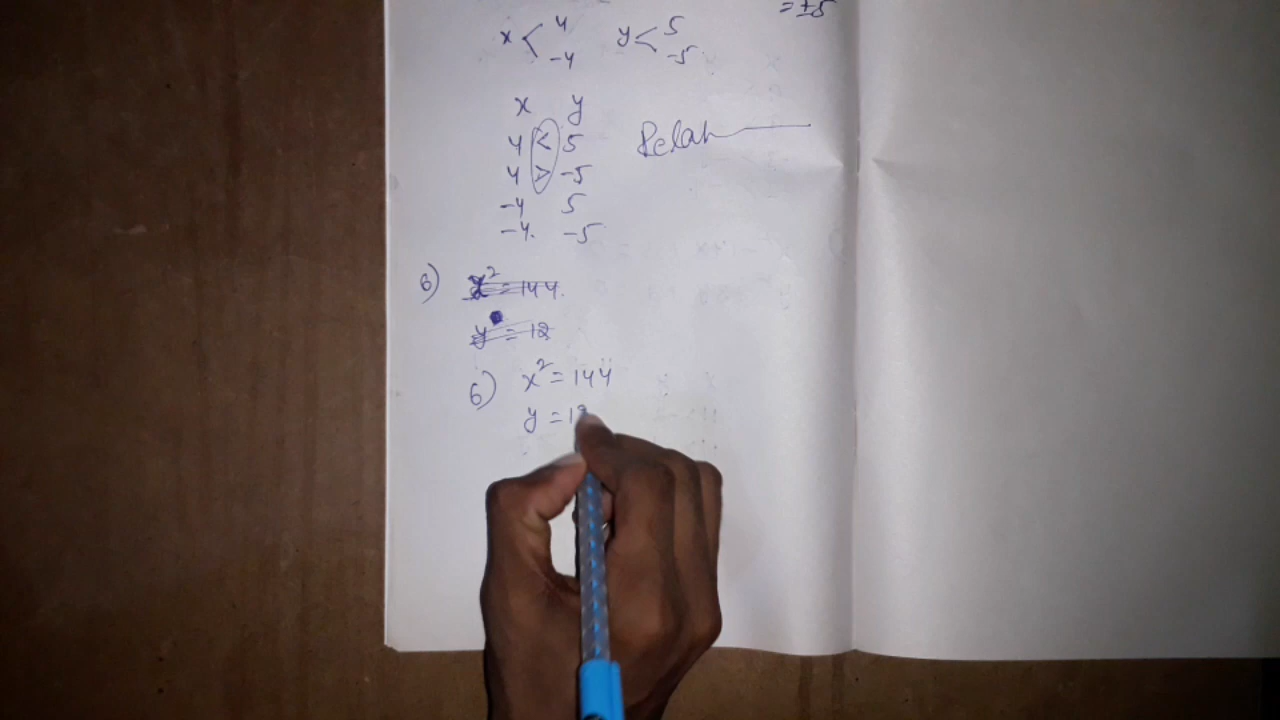 = ±5
x < 4 y < 5
-4 -5
x y
4 < 5
4 > -5
-4 5
-4. -5
6) x² = 144.
y = 12
6) x² = 144
y = 12